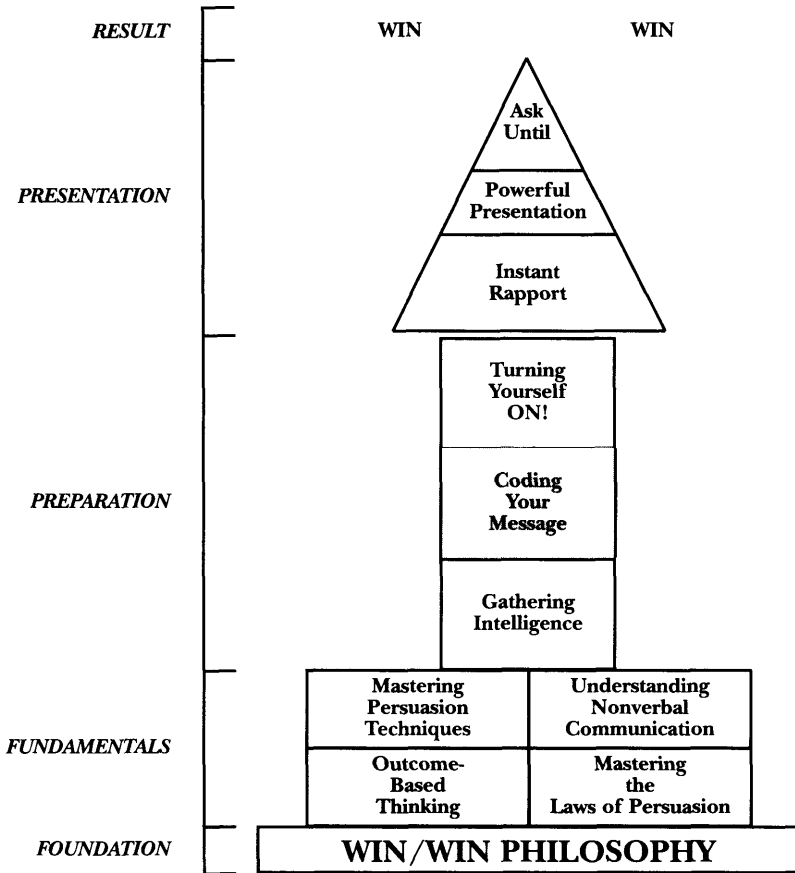 RESULT
WIN WIN
Ask
Until
PRESENTATION
Powerful
Presentation
Instant
Rapport
Turning
Yourself
ON!
PREPARATION
Coding
Your
Message
Gathering
Intelligence
FUNDAMENTALS
Mastering
Persuasion
Techniques
Understanding
Nonverbal
Communication
Outcome-
Based
Thinking
Mastering
the
Laws of Persuasion
FOUNDATION
WIN/WIN PHILOSOPHY